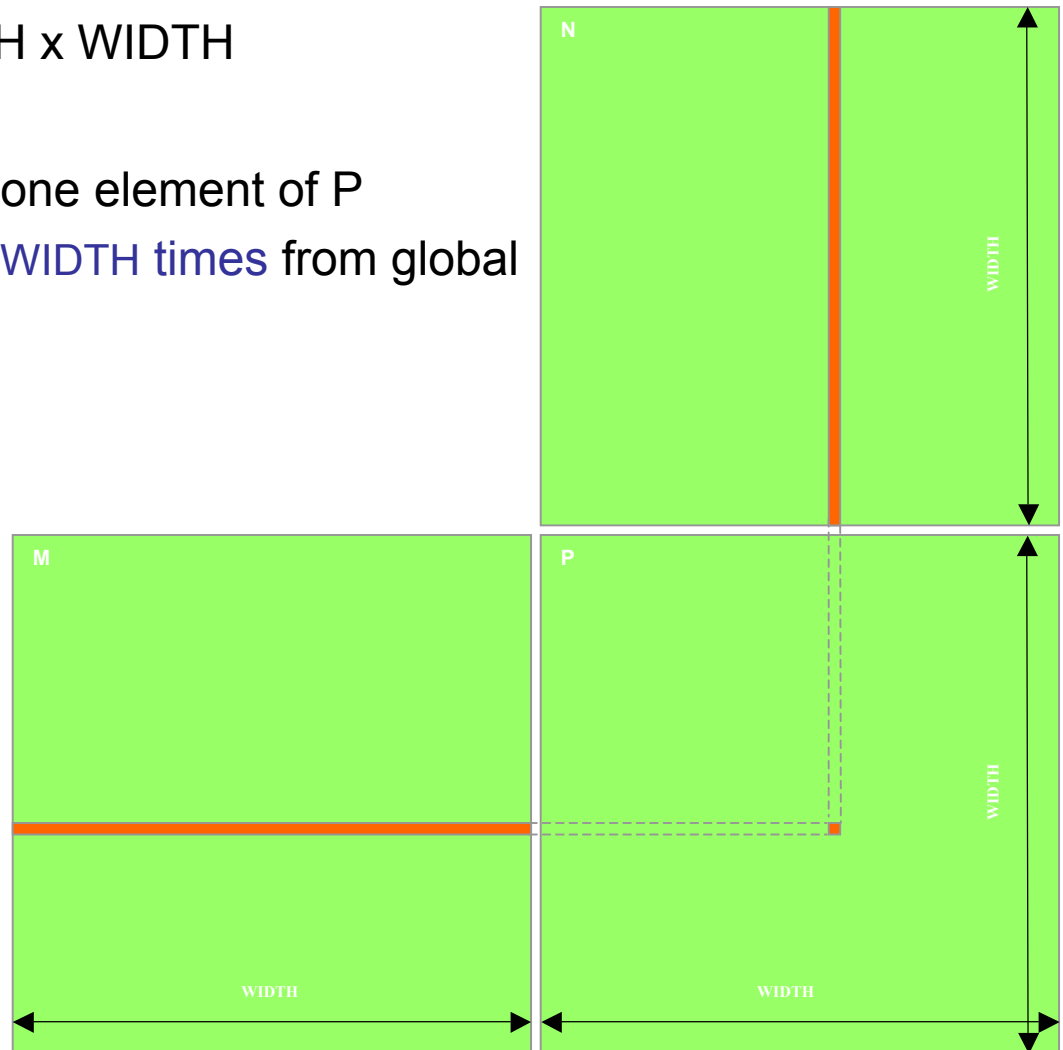 H x WIDTH
one element of P
WIDTH times from global
N
WIDTH
M
P
WIDTH
WIDTH
WIDTH